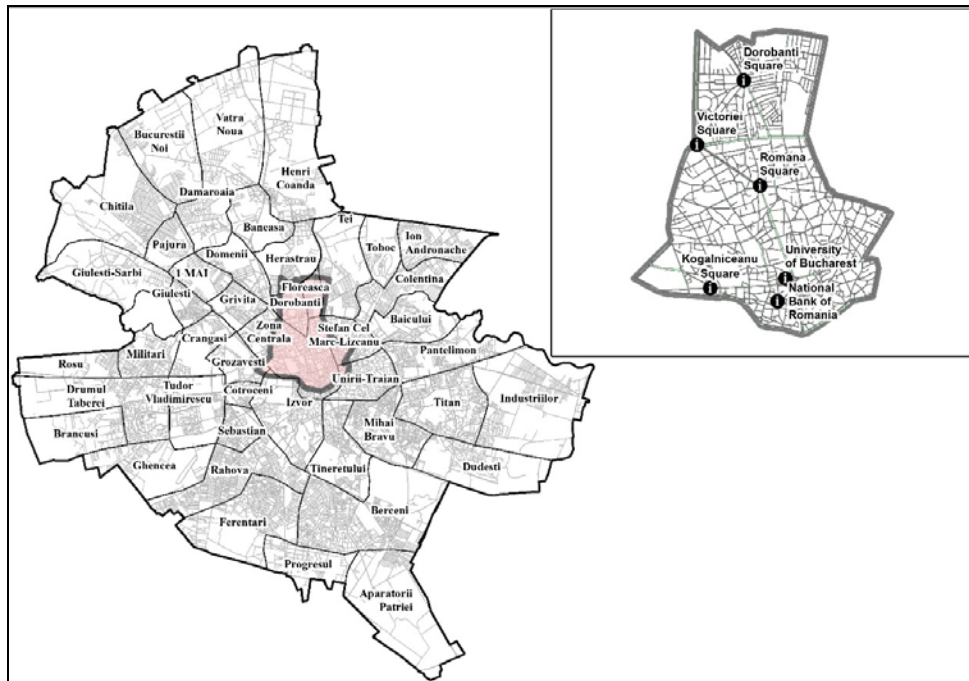 Bucurestii
Noi
Vatra
Noua
Henri
Coanda
Damaroaia
Chitila
Tei
Baneasa
Toboc
Ion
Andronache
Pajura
Domenii
Herastrau
Giulesti-Sarbi
1 MAI
Colentina
Giulesti
Grivita
Floreasca
Dorobanti
Baicului
Zona
Centrala
Stefan Cel
Marc-Lizeanu
Crangasi
Militari
Pantelimon
Rosu
Grozavesti
Unirii-Traian
Drumul
Taberei
Tudor
Vladimirescu
Cotroceni
Izvor
Titan
Industriilor
Brancusi
Sebastian
Mihai
Bravu
Ghencea
Rahova
Tineretului
Dudesti
Ferentari
Berceni
Progresul
Aparatorii
Patriei
Dorobanti
Square
Victoriei
Square
Romana
Square
Kogalniceanu
Square
University
of Bucharest
National
Bank of
Romania